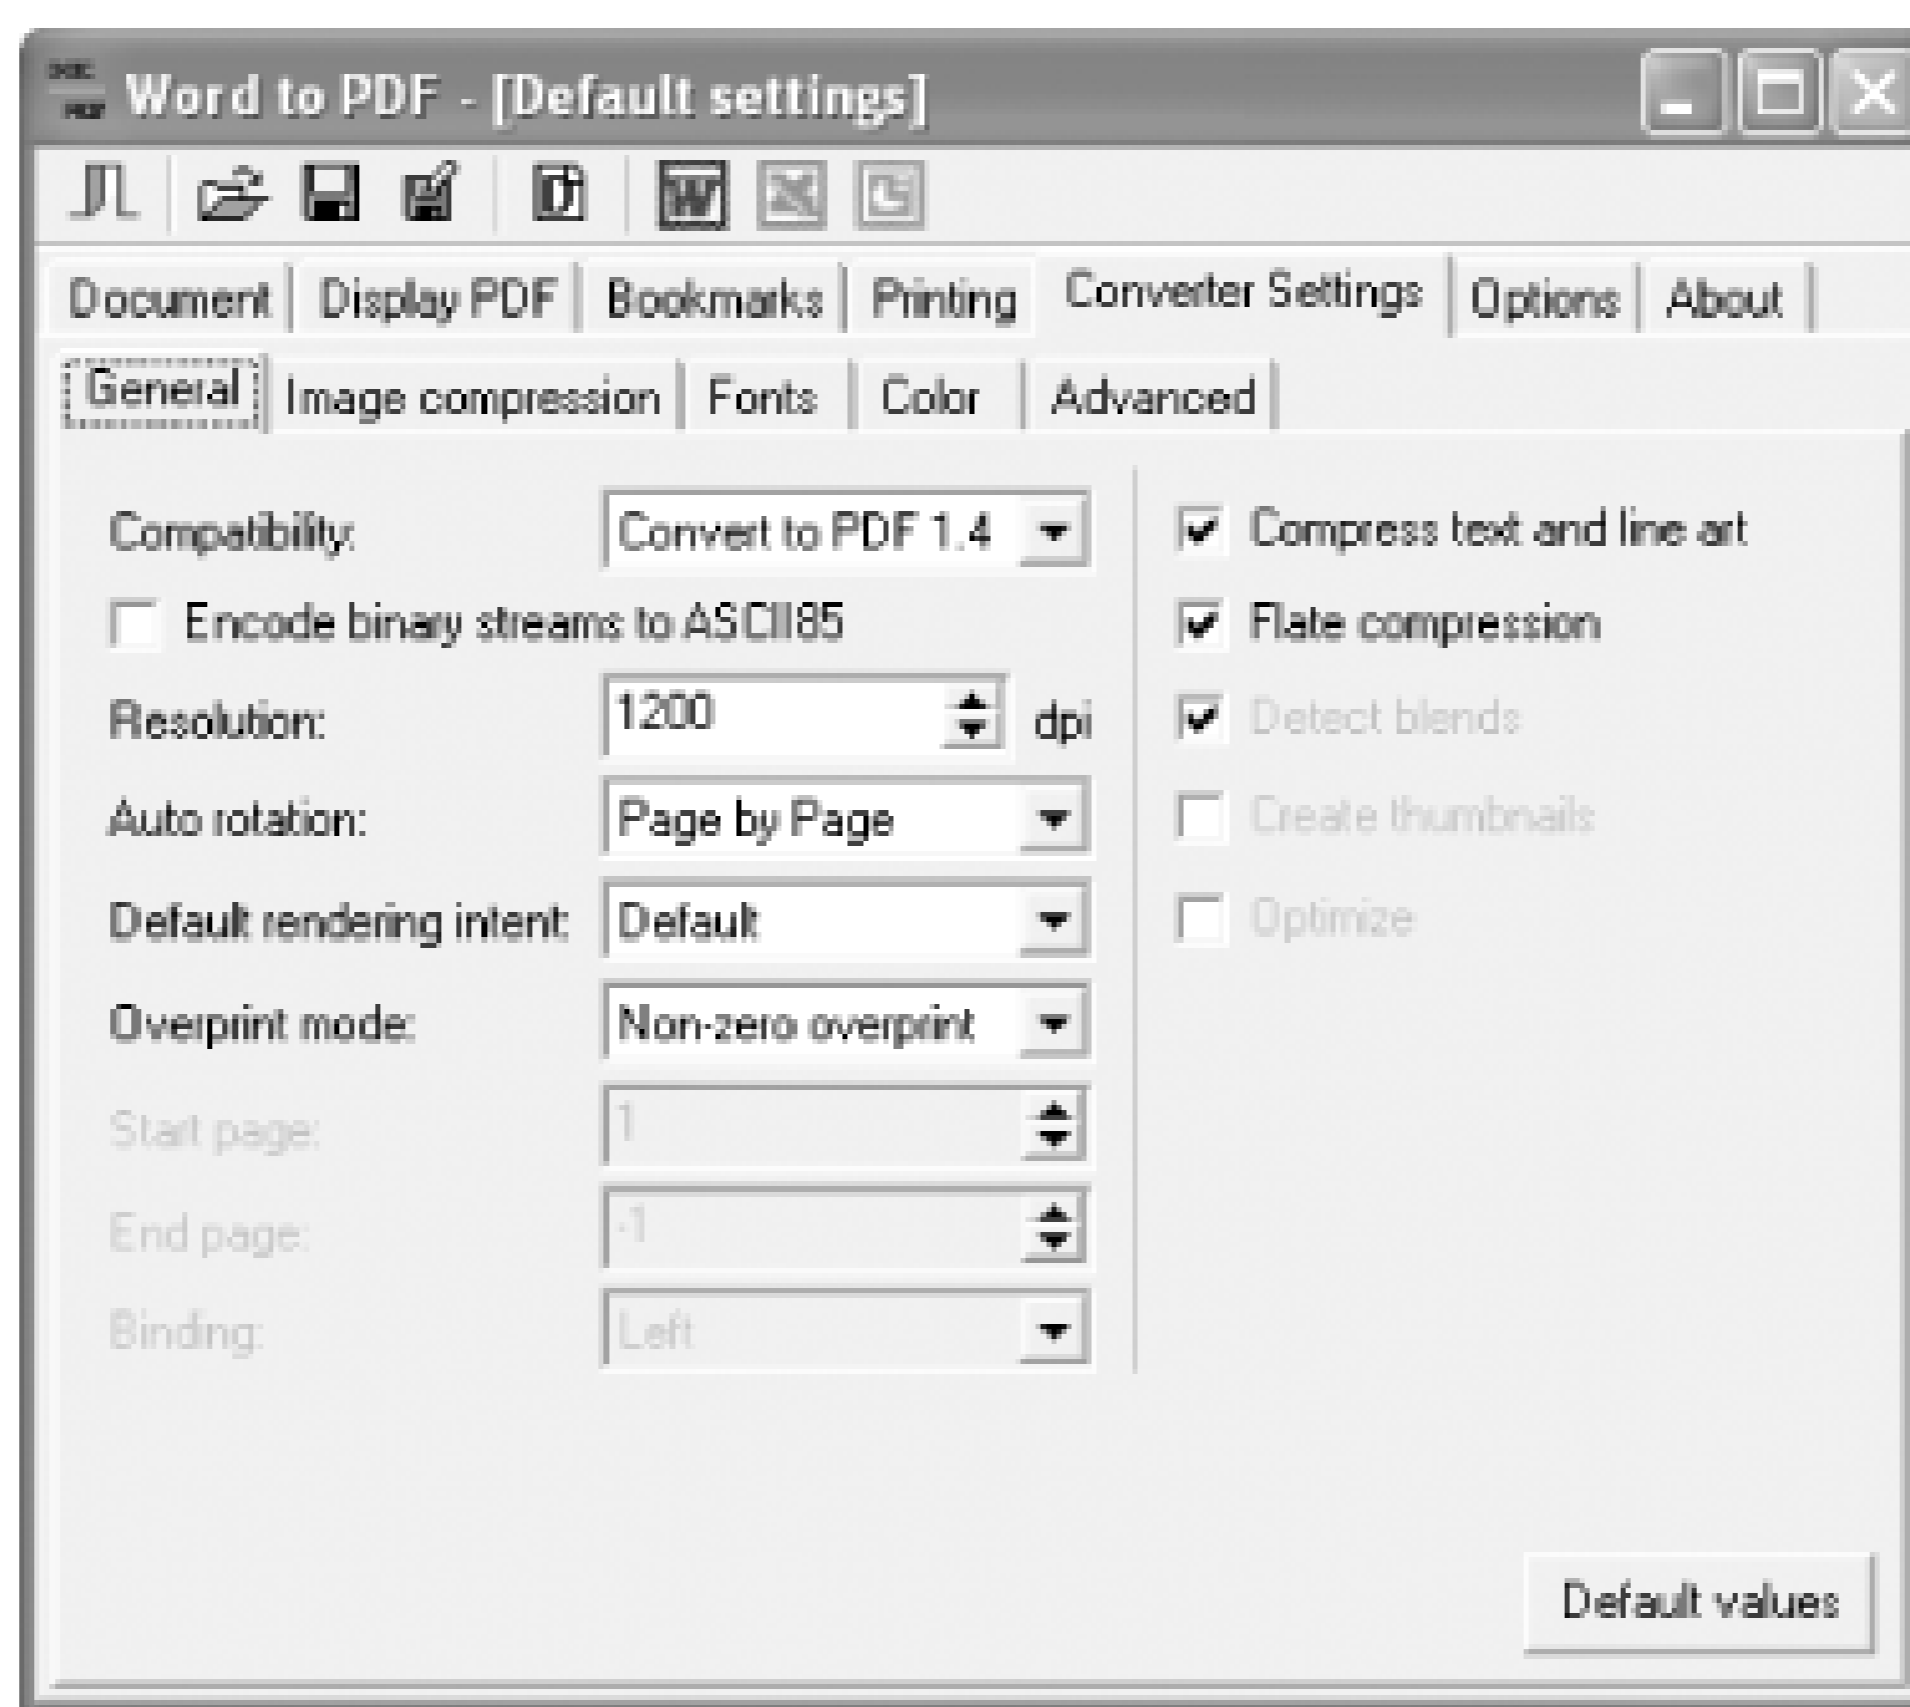 Word to PDF - [Default settings]
Document Display PDF Bookmarks Printing Converter Settings Options About
General Image compression Fonts Color Advanced
Compatibility: Convert to PDF 1.4 Compress text and line art
Encode binary streams to ASCII85 Flate compression
Resolution: 1200 dpi Detect blends
Auto rotation: Page by Page Create thumbnails
Default rendering intent: Default Optimize
Overprint mode: Non-zero overprint
Start page: 1
End page: -1
Binding: Left
Default values